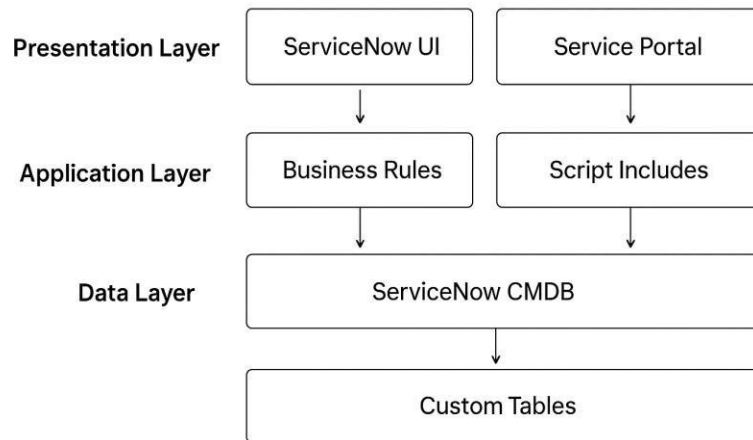 Presentation Layer
ServiceNow UI
Service Portal
Application Layer
Business Rules
Script Includes
Data Layer
ServiceNow CMDB
Custom Tables